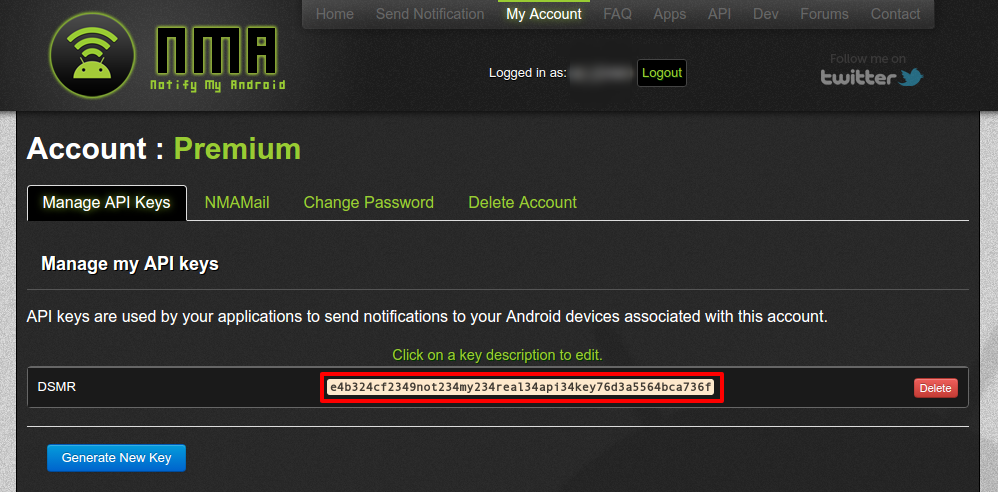 Home Send Notification My Account FAQ Apps API Dev Forums Contact
NMA
Notify My Android
Logged in as: Logout
Follow me on
twitter
Account : Premium
Manage API Keys NMAMail Change Password Delete Account
Manage my API keys
API keys are used by your applications to send notifications to your Android devices associated with this account.
Click on a key description to edit.
DSMR e4b324cf2349not234my234real34api34key76d3a5564bca736f Delete
Generate New Key